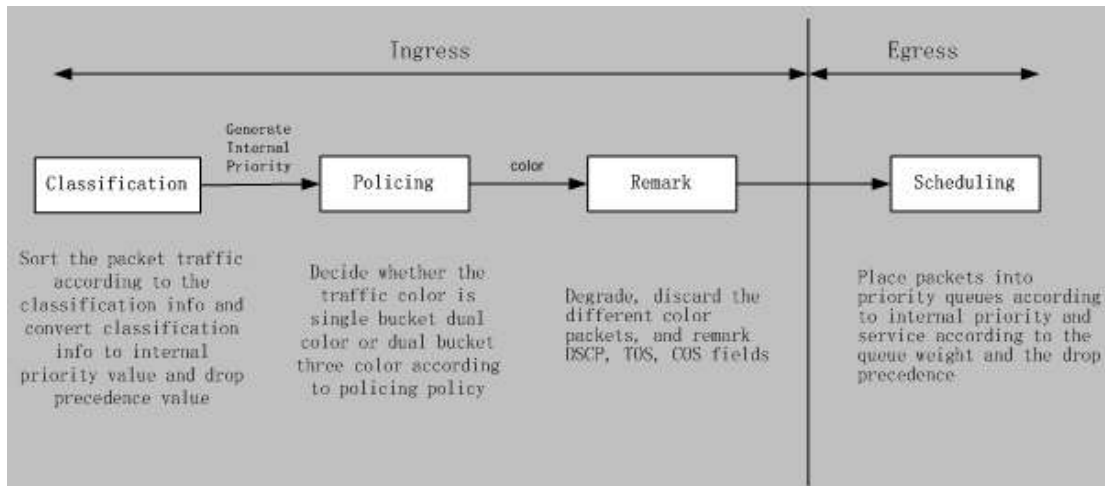 Ingress
Egress
Generate
Internal
Priority
color
Classification
Policing
Remark
Scheduling
Sort the packet traffic
according to the
classification info and
convert classification
info to internal
priority value and drop
precedence value
Decide whether the
traffic color is
single bucket dual
color or dual bucket
three color according
to policing policy
Degrade, discard the
different color
packets, and remark
DSCP, TOS, COS fields
Place packets into
priority queues according
to internal priority and
service according to the
queue weight and the drop
precedence